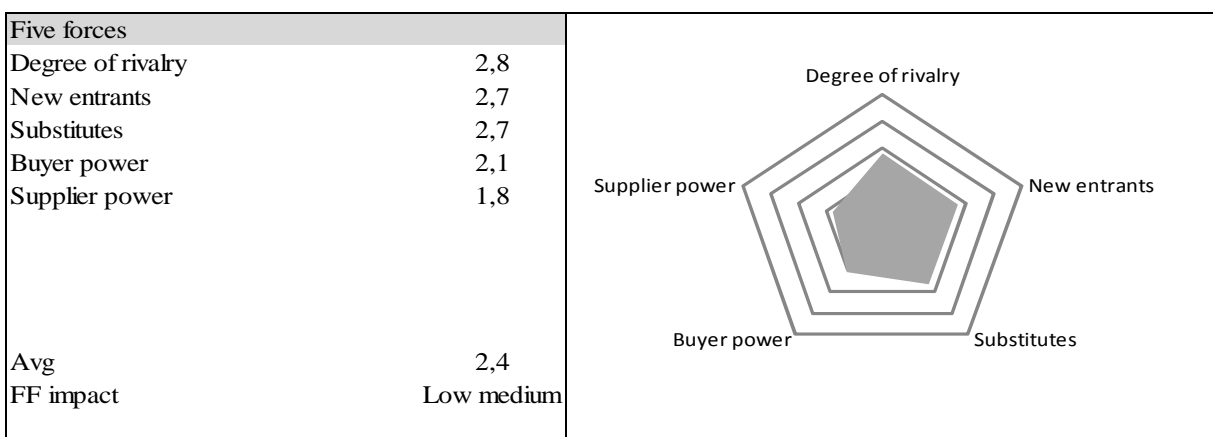 Five forces
Degree of rivalry 2,8
New entrants 2,7
Substitutes 2,7
Buyer power 2,1
Supplier power 1,8
Avg 2,4
FF impact Low medium
Degree of rivalry
Supplier power
New entrants
Buyer power
Substitutes